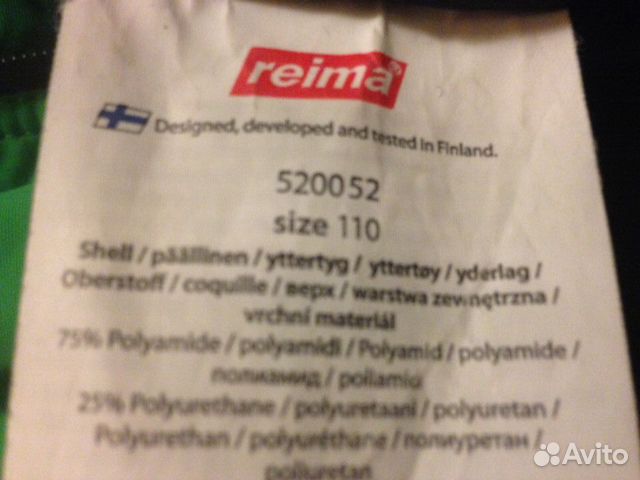 reima®
Designed, developed and tested in Finland.
520052
size 110
Shell / päällinen / yttertyg / yttertøy / yderlag /
Oberstoff / coquille / верх / warstwa zewnętrzna /
vrchní materiál
75% Polyamide / polyamidi / Polyamid / polyamide /
полиамид / poliamid
25% Polyurethane / polyuretaani / polyuretan /
Polyurethan / polyuréthane / полиуретан /
poliuretan
Avito